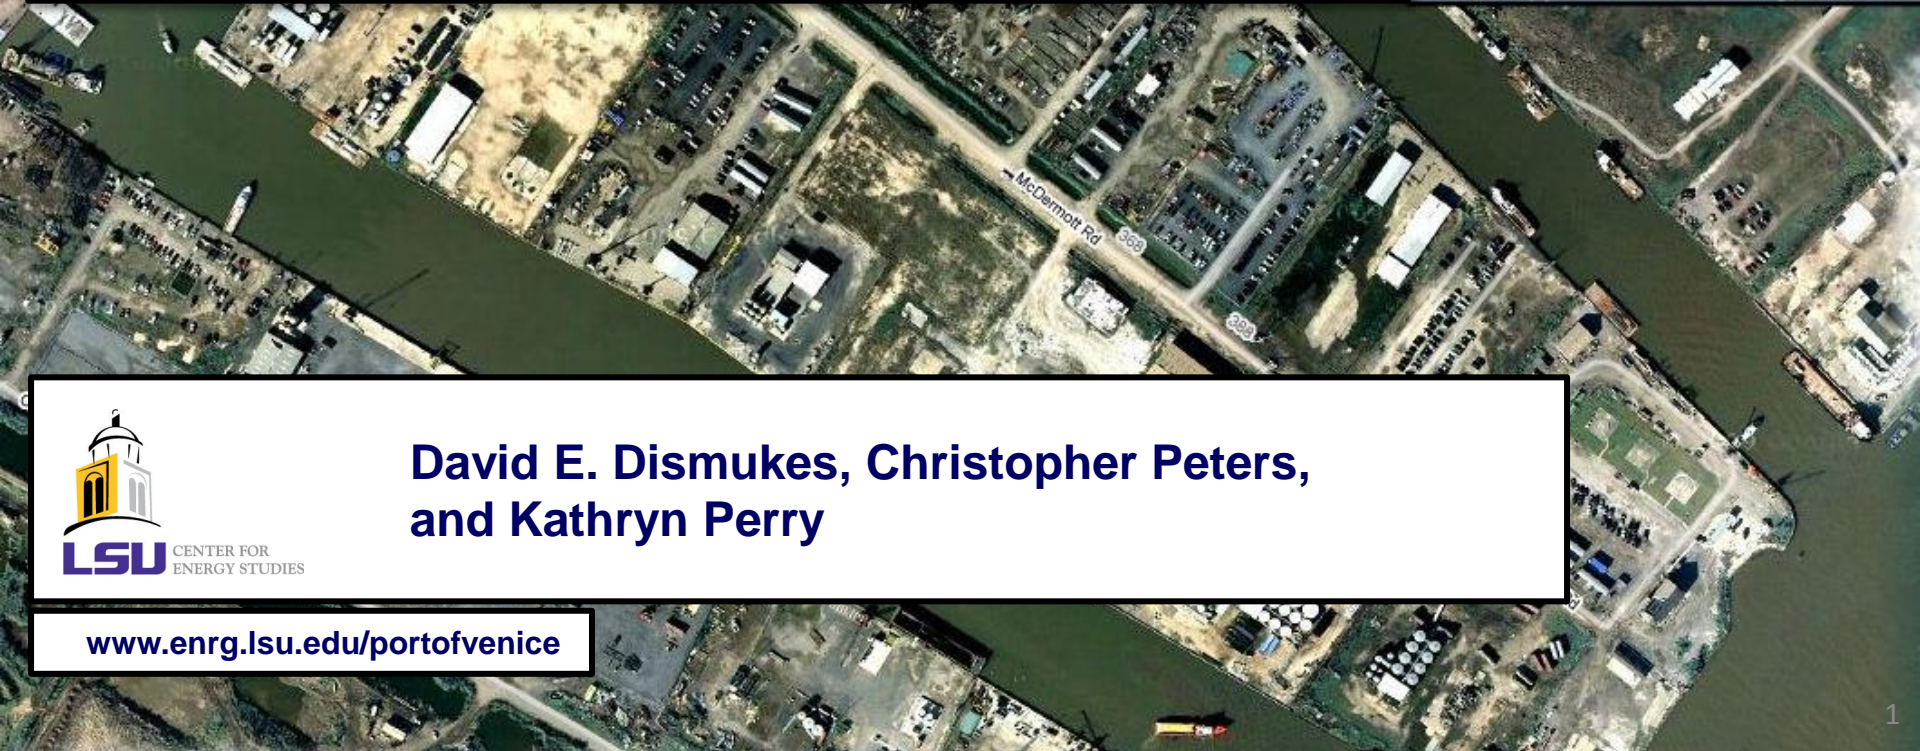 McDermott Rd
368
388
David E. Dismukes, Christopher Peters,
and Kathryn Perry
LSU CENTER FOR
ENERGY STUDIES
www.enrg.lsu.edu/portofvenice
1